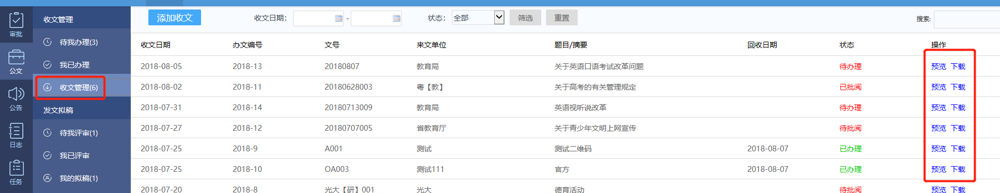 审批
公文
公告
日志
任务
收文管理
待我办理(3)
我已办理
收文管理(6)
发文拟稿
待我评审(1)
我已评审
我的拟稿(1)
添加收文 收文日期: - 状态: 全部 筛选 重置 搜索:
收文日期 办文编号 文号 来文单位 题目/摘要 回收日期 状态 操作
2018-08-05 2018-13 20180807 教育局 关于英语口语考试改革问题 待办理 预览 下载
2018-08-02 2018-11 20180628003 粤【教】 关于高考的有关管理规定 已批阅 预览 下载
2018-07-31 2018-14 20180713009 教育局 英语视听说改革 待办理 预览 下载
2018-07-27 2018-12 20180707005 省教育厅 关于青少年文明上网宣传 待批阅 预览 下载
2018-07-25 2018-9 A001 测试 测试二维码 2018-08-07 已办理 预览 下载
2018-07-25 2018-10 OA003 测试111 官方 2018-08-07 已办理 预览 下载
2018-07-20 2018-8 光大【研】001 光大 德育活动 待批阅 预览 下载